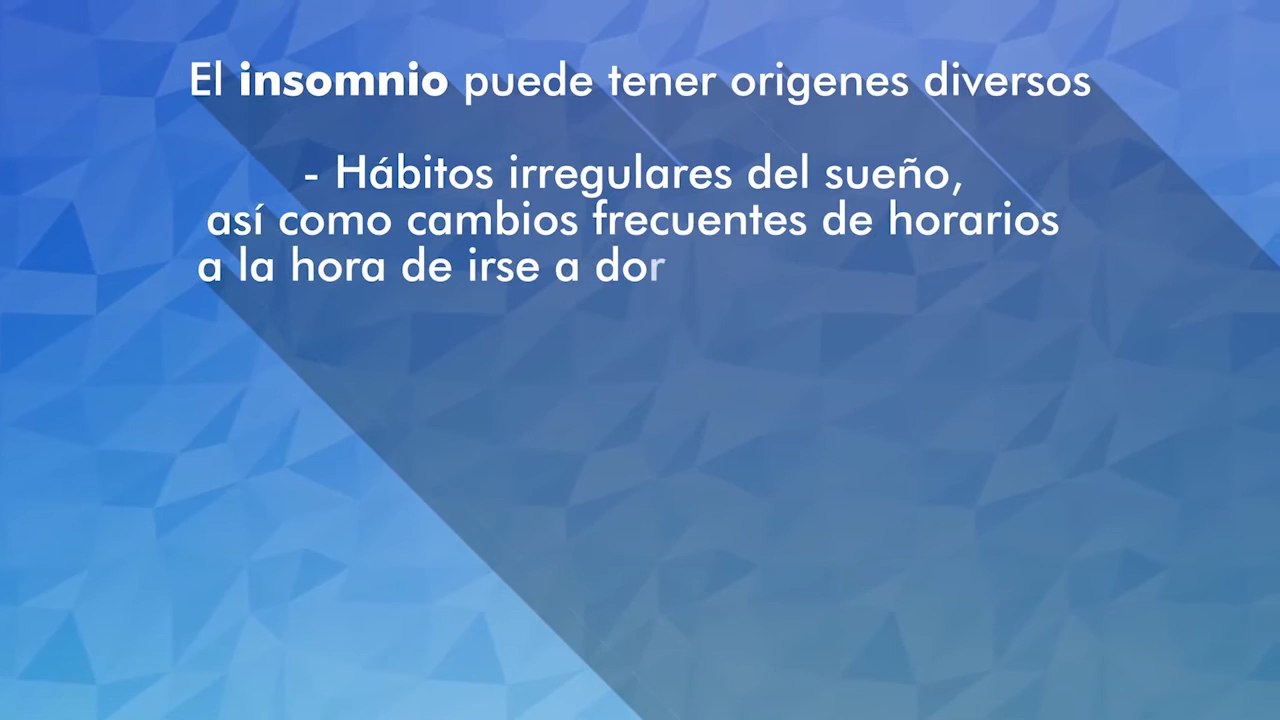 El insomnio puede tener origenes diversos
- Hábitos irregulares del sueño,
así como cambios frecuentes de horarios
a la hora de irse a dor